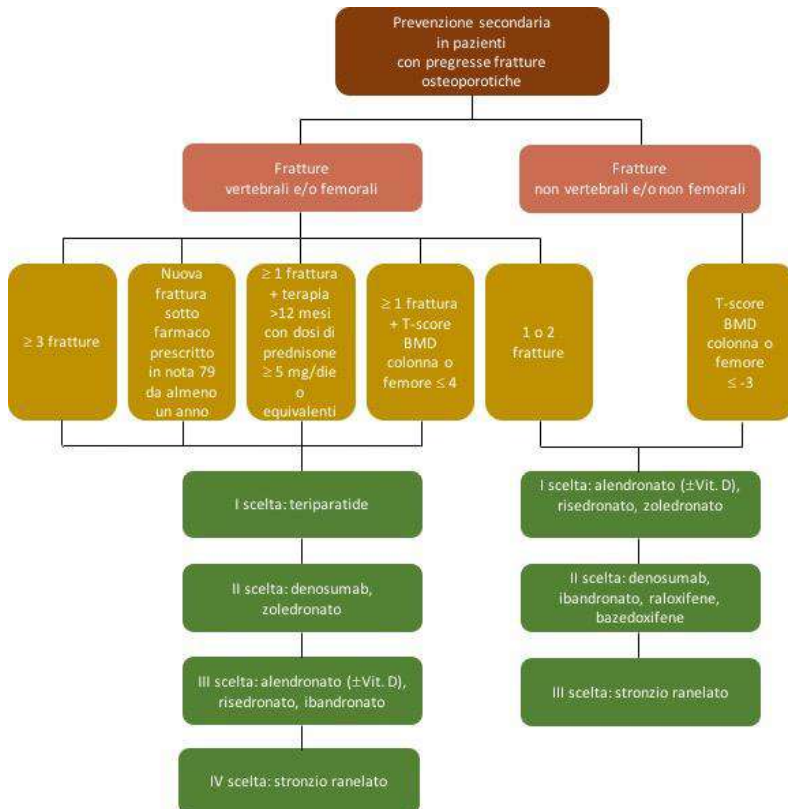 Prevenzione secondaria
in pazienti
con pregresse fratture
osteoporotiche
Fratture
vertebrali e/o femorali
Fratture
non vertebrali e/o non femorali
≥ 3 fratture
Nuova
frattura
sotto
farmaco
prescritto
in nota 79
da almeno
un anno
≥ 1 frattura
+ terapia
>12 mesi
con dosi di
prednisone
≥ 5 mg/die
o
equivalenti
≥ 1 frattura
+ T-score
BMD
colonna o
femore ≤ 4
1 o 2
fratture
T-score
BMD
colonna o
femore
≤ -3
I scelta: teriparatide
II scelta: denosumab,
zoledronato
III scelta: alendronato (±Vit. D),
risedronato, ibandronato
IV scelta: stronzio ranelato
I scelta: alendronato (±Vit. D),
risedronato, zoledronato
II scelta: denosumab,
ibandronato, raloxifene,
bazedoxifene
III scelta: stronzio ranelato